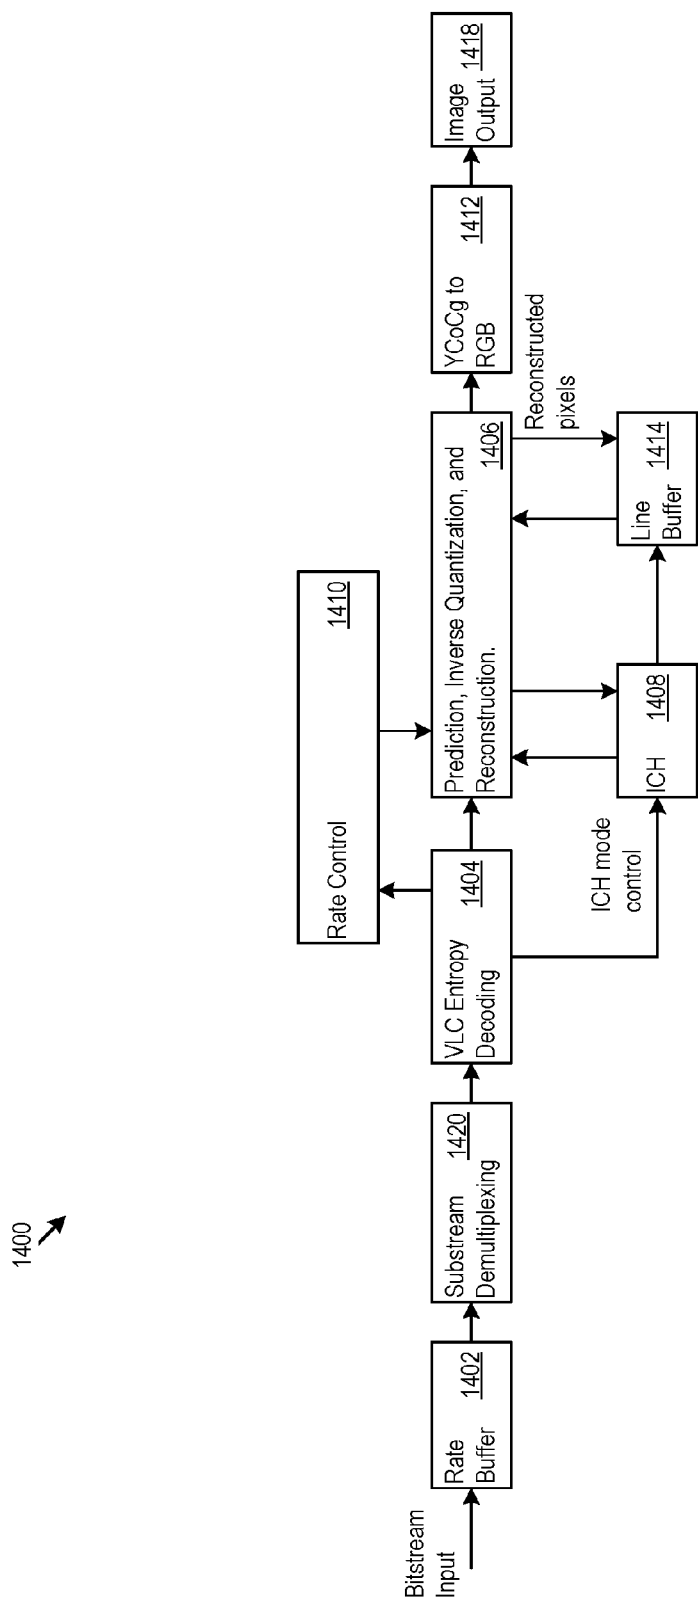 1400
Bitstream
Input
Rate
Buffer
1402
Substream
1420
Demultiplexing
VLC Entropy
Decoding
1404
Rate Control
1410
Prediction, Inverse Quantization, and
Reconstruction.
1406
ICH mode
control
ICH
1408
Line
Buffer
1414
Reconstructed
pixels
YCoCg to
RGB
1412
Image
Output
1418